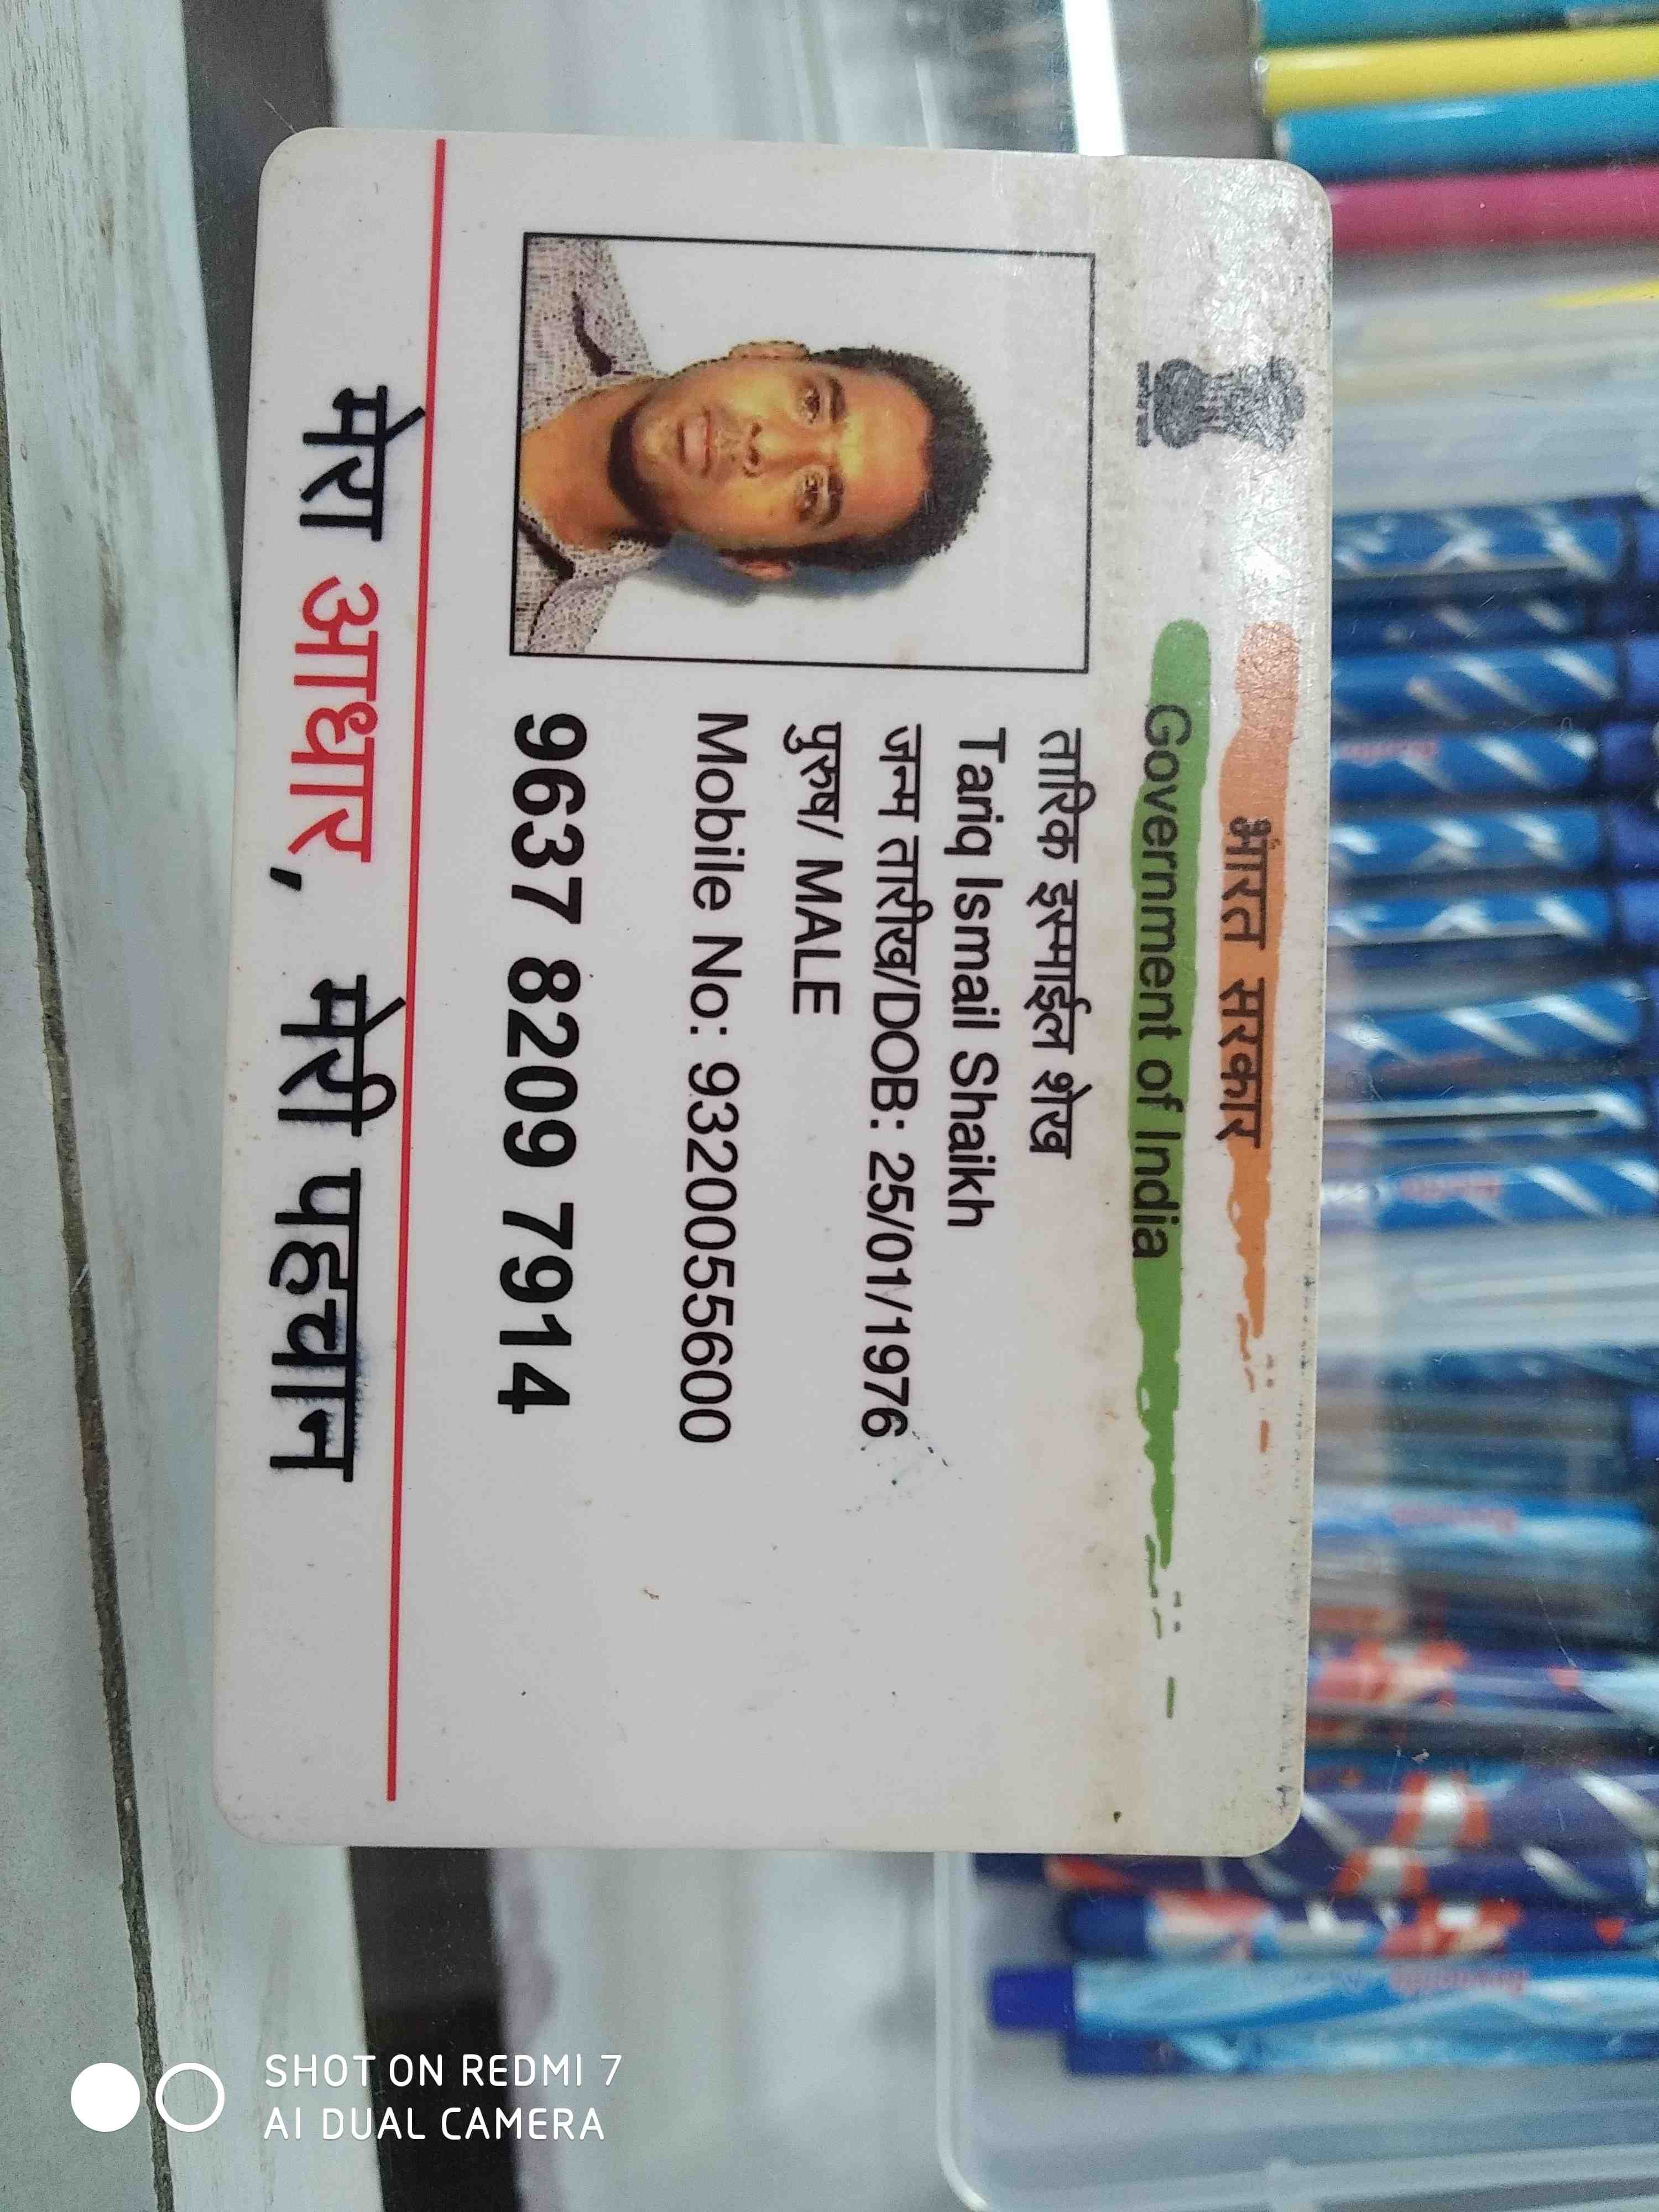 भारत सरकार
Government of India
तारिक इस्माईल शेख
Tariq Ismail Shaikh
जन्म तारीख/DOB: 25/01/1976
पुरुष/ MALE
Mobile No: 9320055600
9637 8209 7914
मेरा आधार, मेरी पहचान
SHOT ON REDMI 7
AI DUAL CAMERA